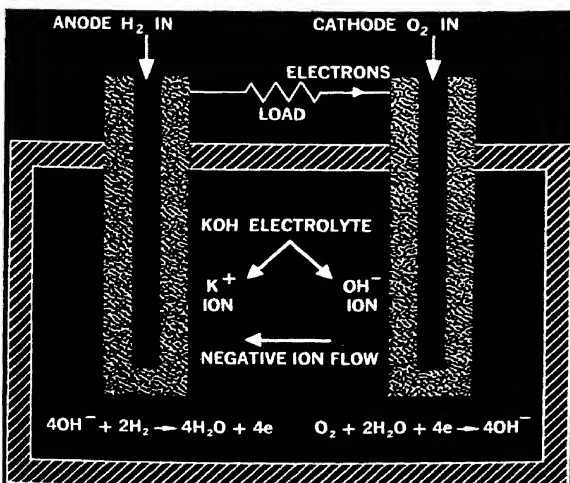 ANODE H₂ IN
CATHODE O₂ IN
ELECTRONS
LOAD
KOH ELECTROLYTE
K⁺
ION
OH⁻
ION
NEGATIVE ION FLOW
4OH⁻ + 2H₂ → 4H₂O + 4e
O₂ + 2H₂O + 4e → 4OH⁻